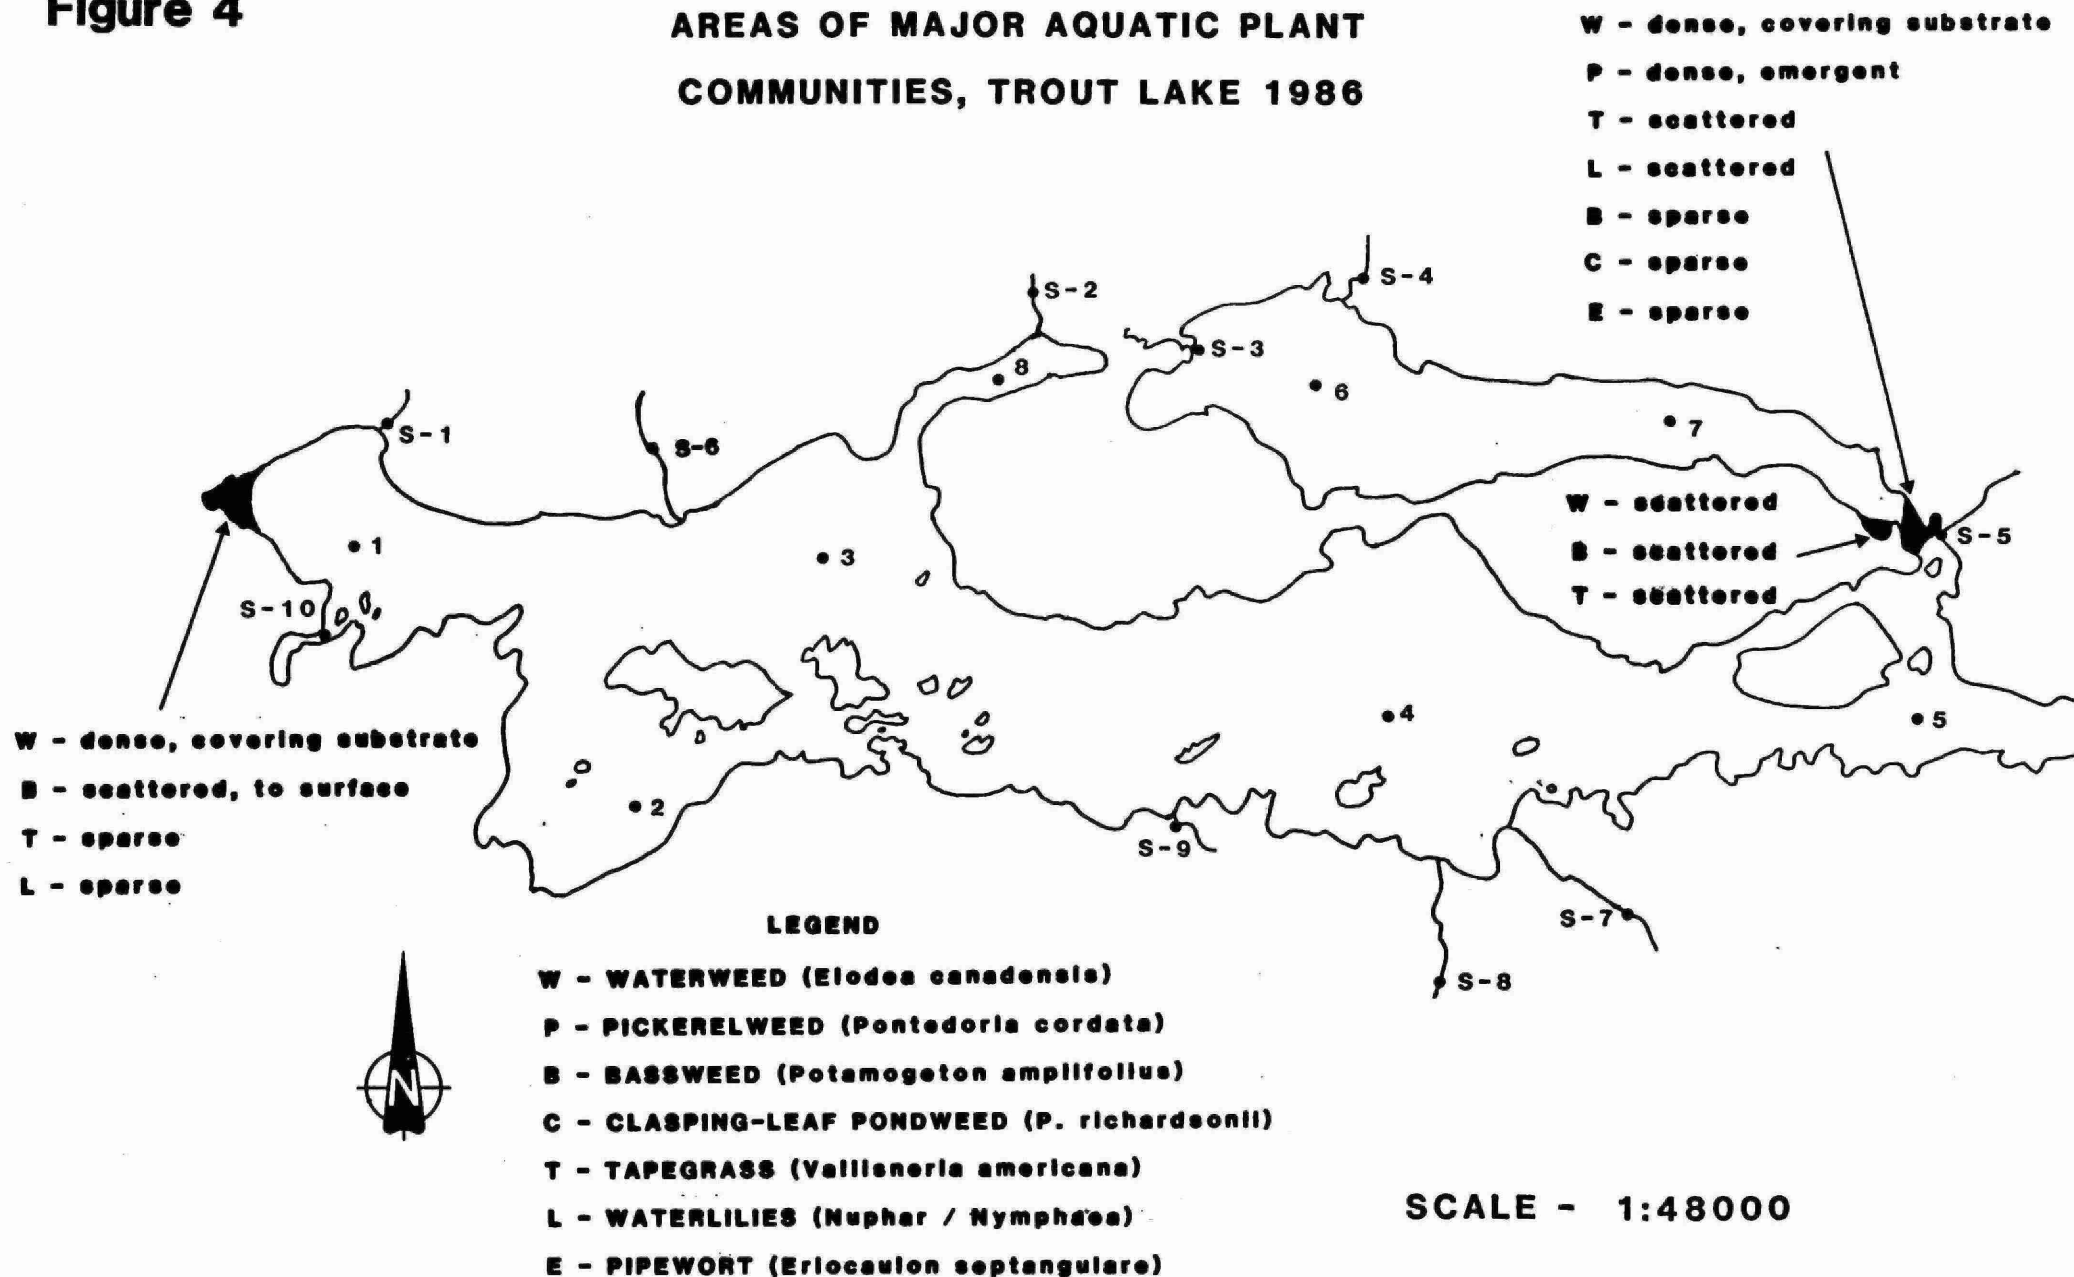 Figure 4
AREAS OF MAJOR AQUATIC PLANT
COMMUNITIES, TROUT LAKE 1986
W - dense, covering substrate
P - dense, emergent
T - scattered
L - scattered
B - sparse
C - sparse
E - sparse
S-4
S-2
S-3
8
6
7
S-1
S-6
W - scattered
B - scattered
T - scattered
S-5
1
3
S-10
4
5
W - dense, covering substrate
B - scattered, to surface
T - sparse
L - sparse
2
S-9
S-7
S-8
LEGEND
W - WATERWEED (Elodea canadensis)
P - PICKERELWEED (Pontederia cordata)
B - BASSWEED (Potamogeton amplifolius)
C - CLASPING-LEAF PONDWEED (P. richardsonii)
T - TAPEGRASS (Vallisneria americana)
L - WATERLILIES (Nuphar / Nymphaea)
E - PIPEWORT (Eriocaulon septangulare)
N
SCALE - 1:48000